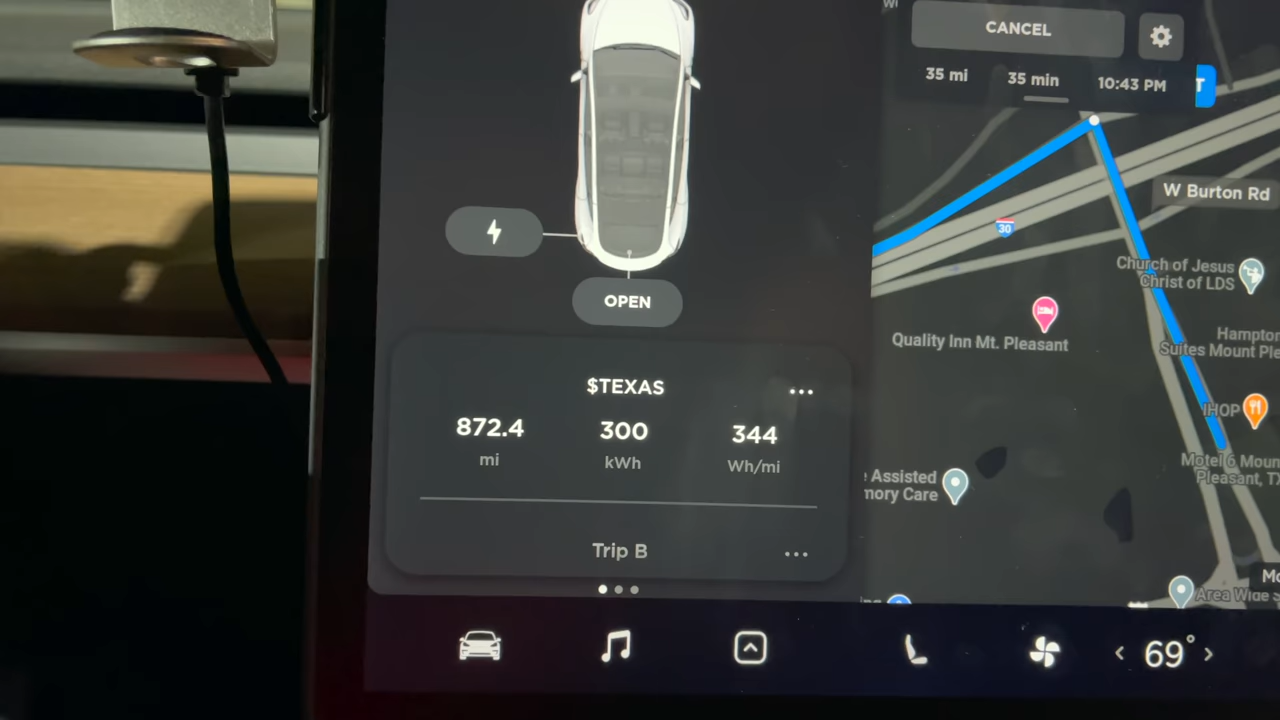 CANCEL
35 mi
35 min
10:43 PM
T
W Burton Rd
30
Church of Jesus
Christ of LDS
Quality Inn Mt. Pleasant
Hampton
Suites Mount Ple
IHOP
Motel 6 Moun
Pleasant, TX
Assisted
mory Care
OPEN
$TEXAS
...
872.4
mi
300
kWh
344
Wh/mi
Trip B
...
Area Wide S
< 69° >